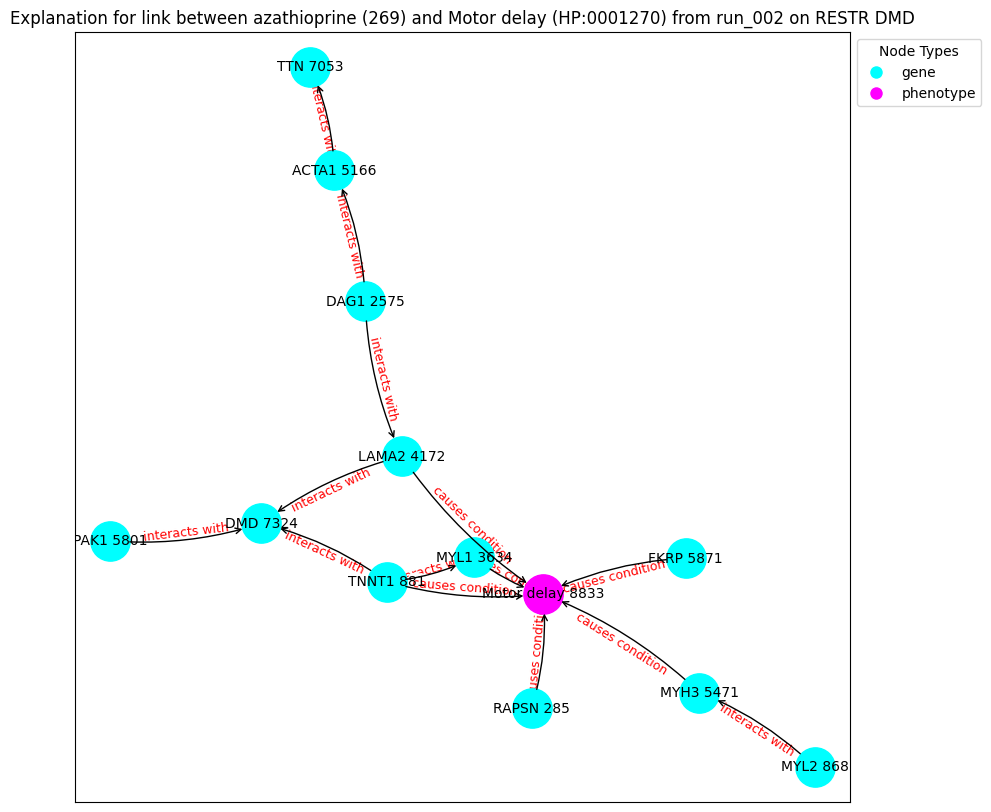 Explanation for link between azathioprine (269) and Motor delay (HP:0001270) from run_002 on RESTR DMD
Node Types
gene
phenotype
TTN 7053
interacts with
ACTA1 5166
interacts with
DAG1 2575
interacts with
LAMA2 4172
interacts with
causes condition
PAK1 5801
interacts with
DMD 7324
interacts with
MYL1 3634
TNNT1 881
causes condition
Motor delay 8833
FKRP 5871
causes condition
causes condition
causes condition
RAPSN 285
MYH3 5471
interacts with
MYL2 868